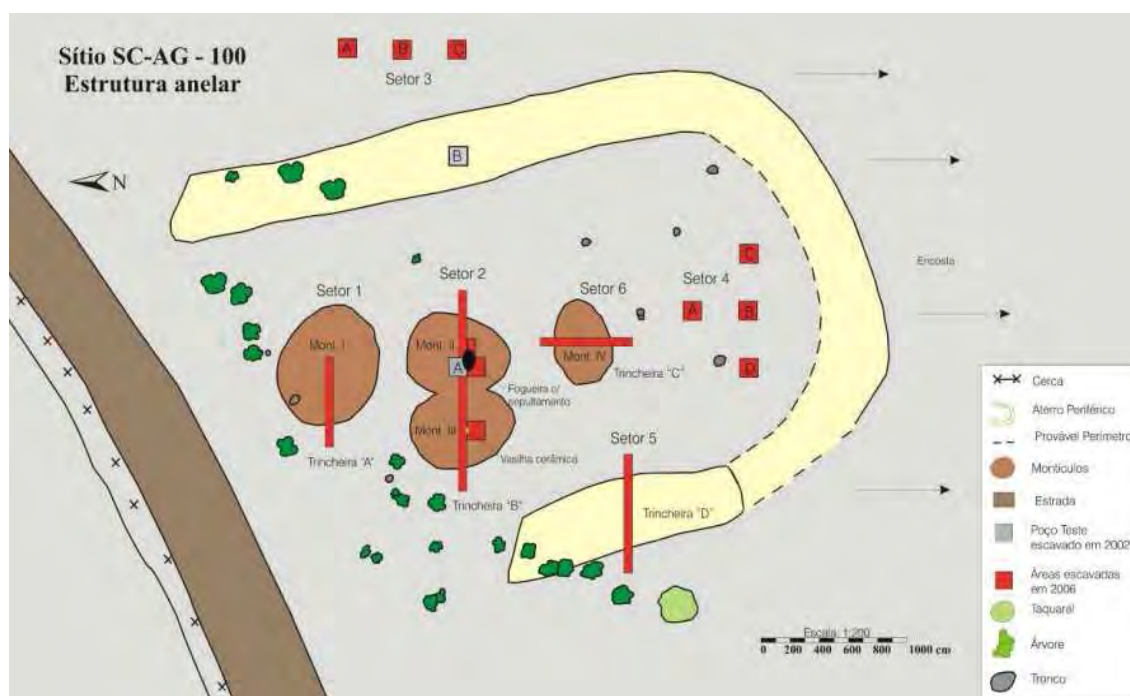 Sítio SC-AG - 100
Estrutura anelar
A B C
Setor 3
B
N
Setor 2
C
Encosta
Setor 1
Setor 6
Setor 4
A B
Mont. I
Mont. II
A
Mont. IV
Trincheira "C"
D
Fogueira c/
sepultamento
Mont. III
Vasilha cerâmica
Setor 5
Trincheira "A"
Trincheira "B"
Trincheira "D"
Escala: 1:200
0 200 400 600 800 1000 cm
Cerca
Aterro Periférico
Provável Perímetro
Montículos
Estrada
Poço Teste
escavado em 2002
Áreas escavadas
em 2006
Taquaral
Árvore
Tronco